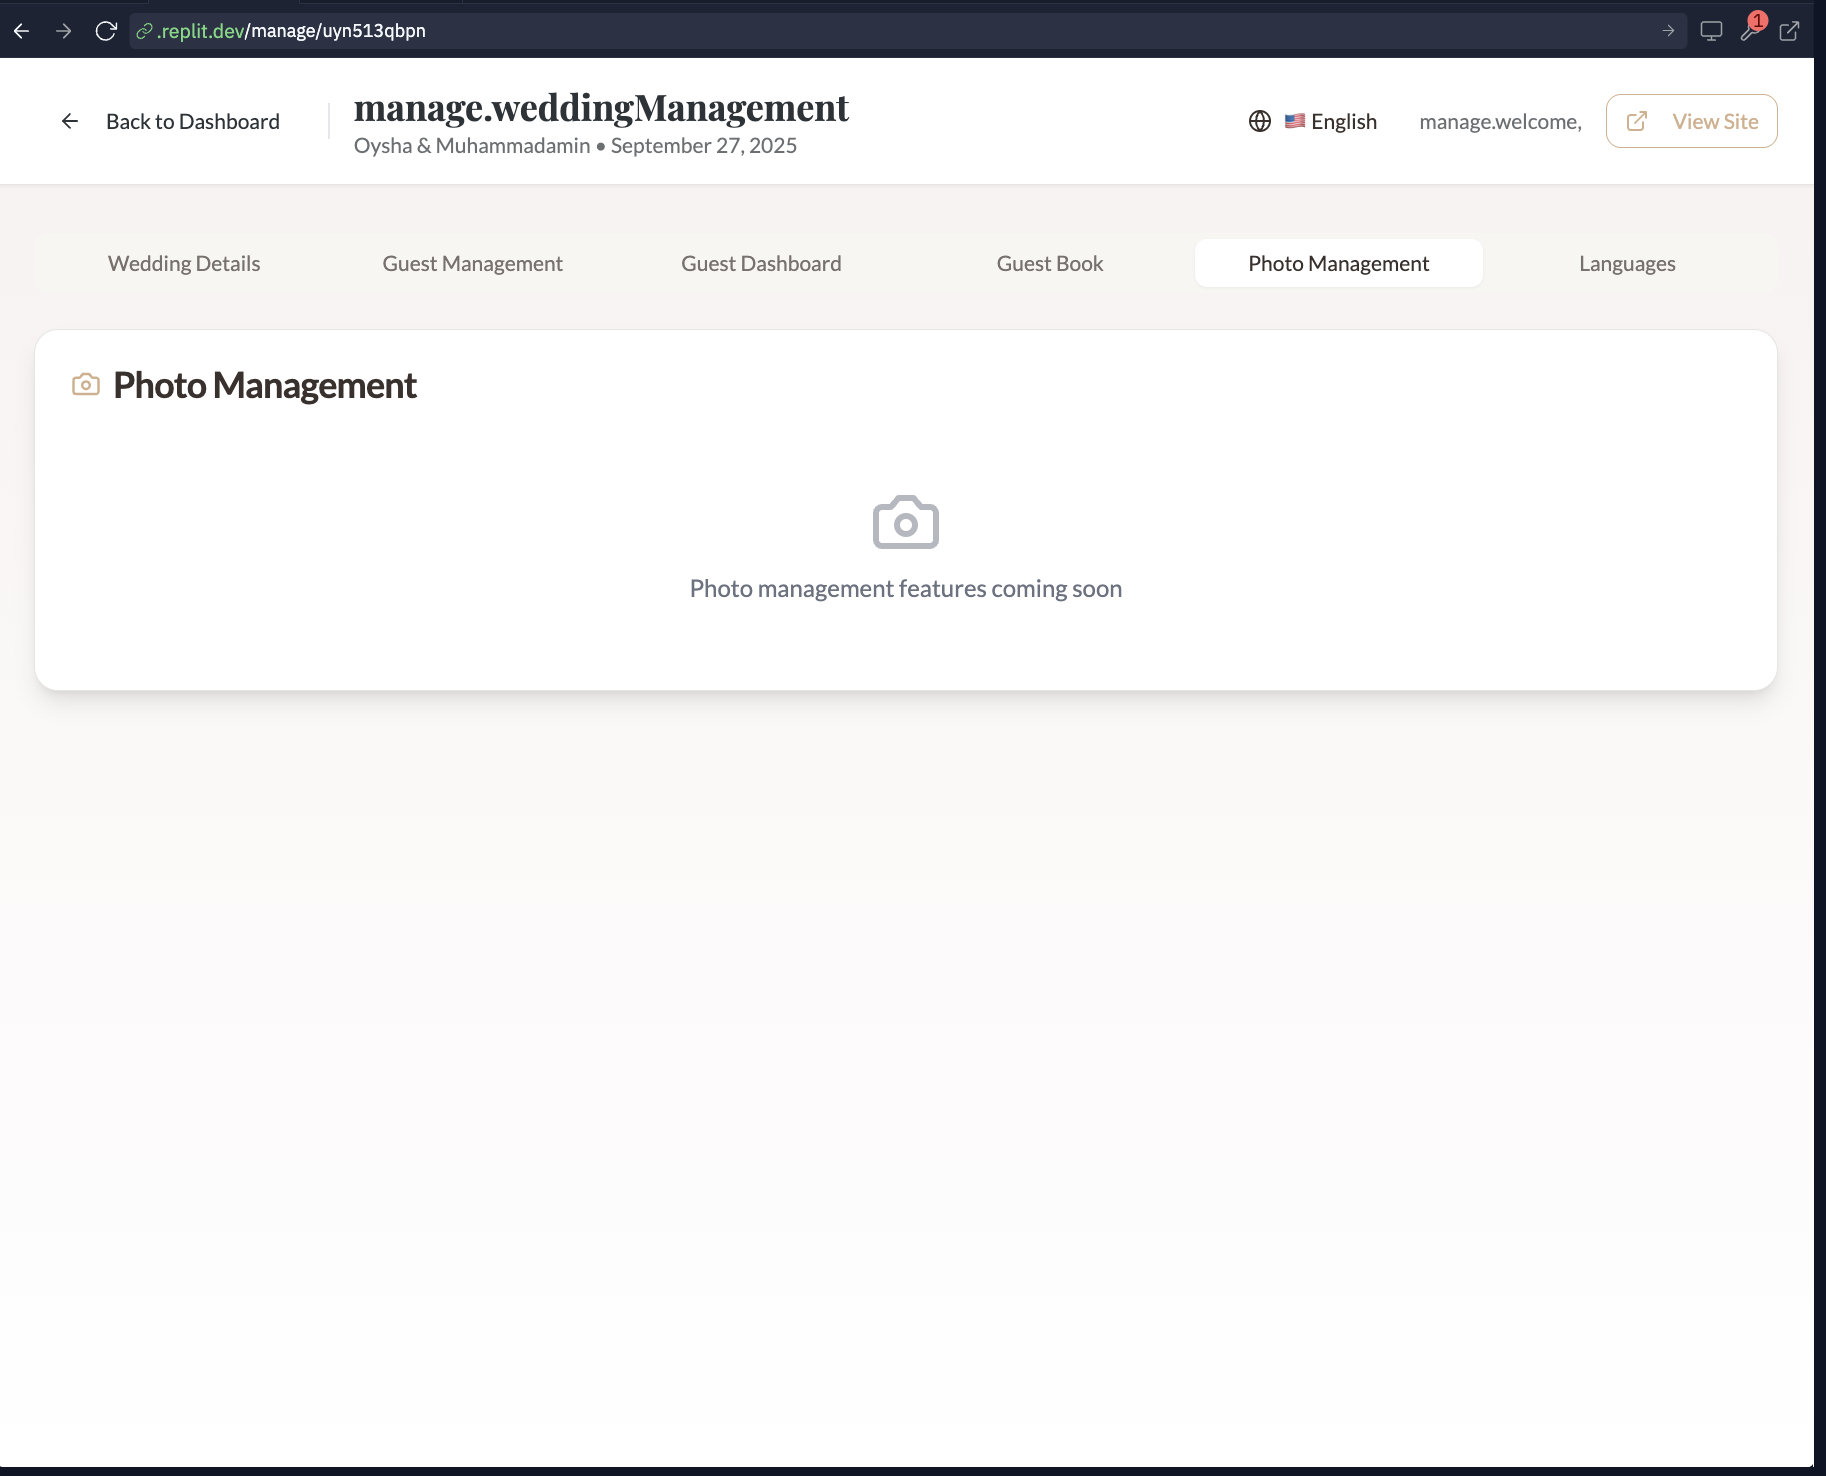 .replit.dev/manage/uyn513qbpn
1
Back to Dashboard
manage.weddingManagement
Oysha & Muhammadamin • September 27, 2025
English
manage.welcome,
View Site
Wedding Details
Guest Management
Guest Dashboard
Guest Book
Photo Management
Languages
Photo Management
Photo management features coming soon